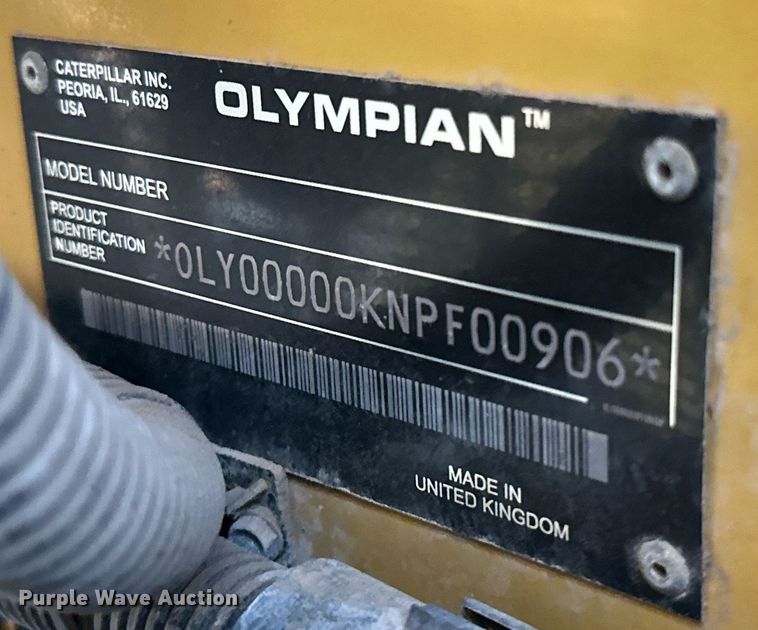 CATERPILLAR INC.
PEORIA, IL., 61629
USA
OLYMPIAN™
MODEL NUMBER
PRODUCT
IDENTIFICATION
NUMBER
*OLY00000KNPF00906*
MADE IN
UNITED KINGDOM
Purple Wave Auction